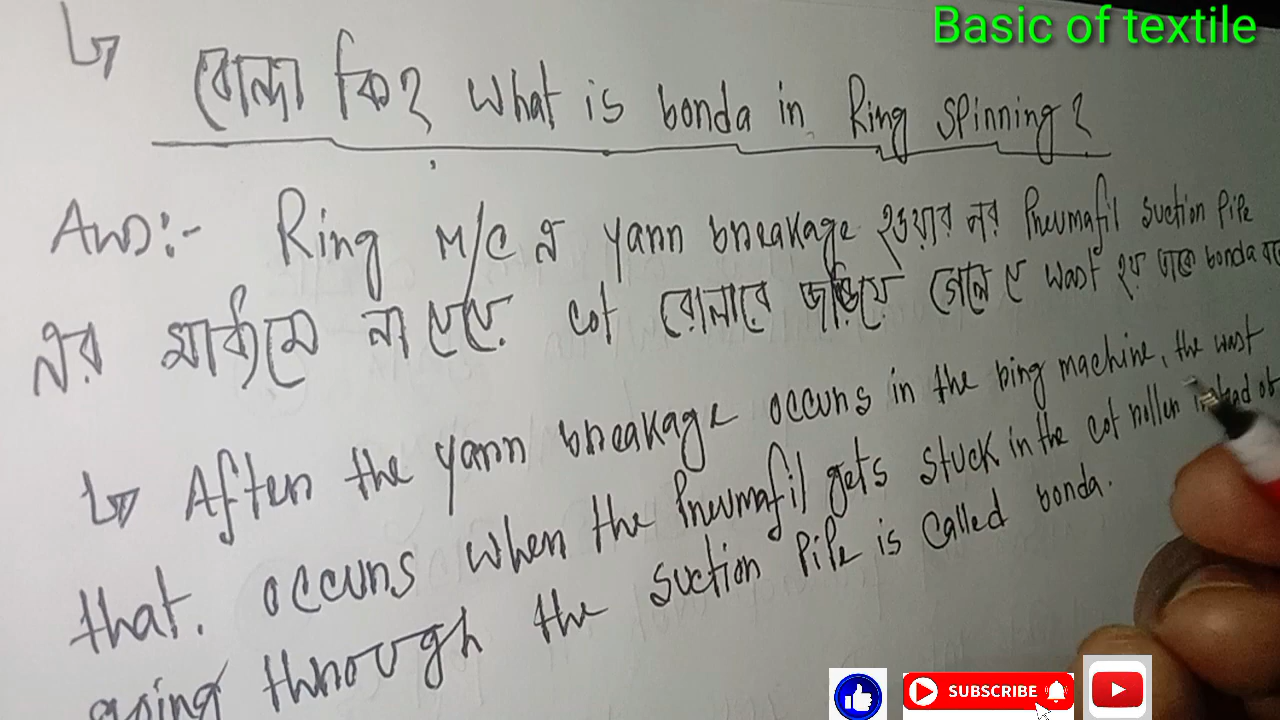 Basic of textile
বোন্দা কি? What is bonda in Ring spinning?
Ans:- Ring M/C এ yarn breakage হওয়ার পর Pneumafil suction Pipe
এর মাধ্যমে না যেয়ে cot রোলারে জড়িয়ে গেলে যে wast হয় তাকে bonda
After the yarn breakage occurs in the Ring machine, the wast
that. occurs when the Pneumafil gets stuck in the cot roller instead of
going through the suction Pipe is called bonda.
SUBSCRIBE